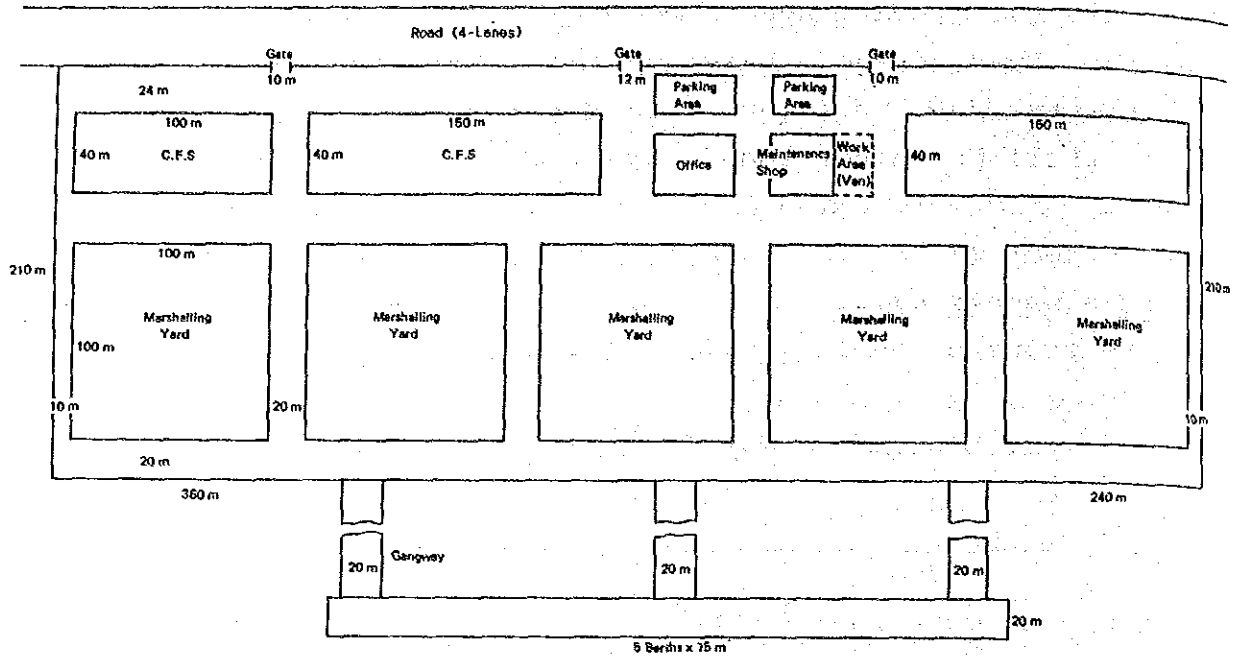 Road (4-Lanes)
Gate
10 m
Gate
12 m
Gate
10 m
24 m
Parking
Area
Parking
Area
100 m
40 m
C.F.S
150 m
40 m
C.F.S
Office
Maintenance
Shop
Work
Area
(Van)
150 m
40 m
210 m
100 m
Marshalling
Yard
100 m
Marshalling
Yard
Marshalling
Yard
Marshalling
Yard
Marshalling
Yard
210 m
10 m
20 m
10 m
20 m
360 m
240 m
Gangway
20 m
20 m
20 m
20 m
5 Berths x 75 m